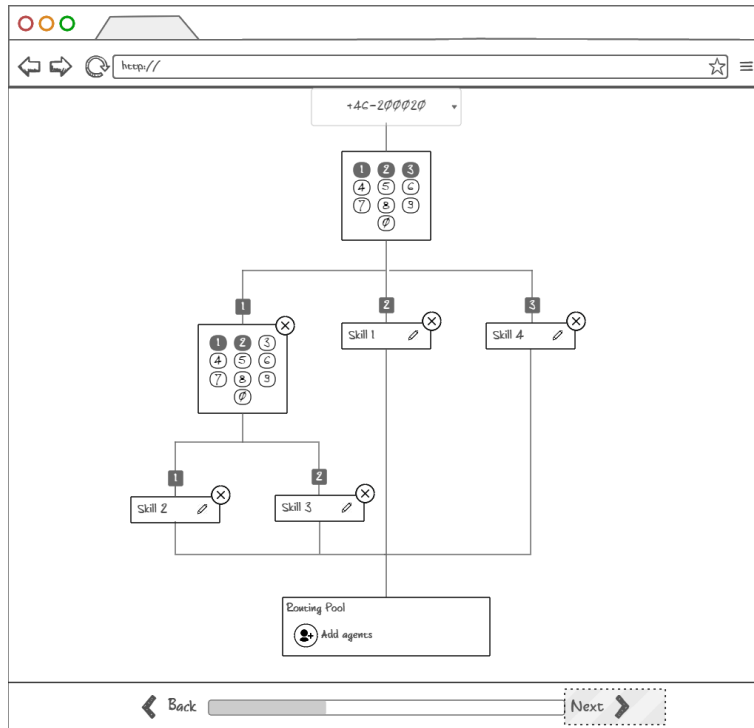 http://
+46-200020
1 2 3
4 5 6
7 8 9
0
1 2 3
1 2 3
4 5 6
7 8 9
0
Skill 1
Skill 4
1 2
Skill 2
Skill 3
Routing Pool
Add agents
Back
Next